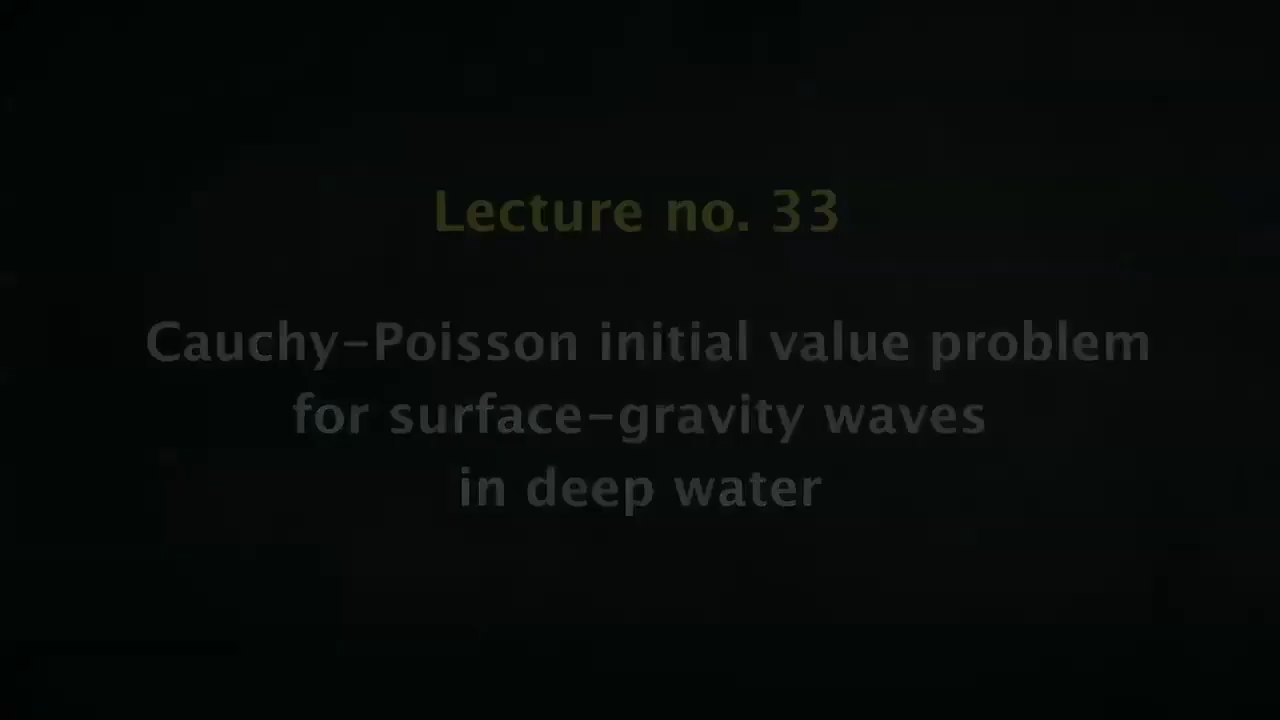 Lecture no. 33
Cauchy-Poisson initial value problem
for surface-gravity waves
in deep water